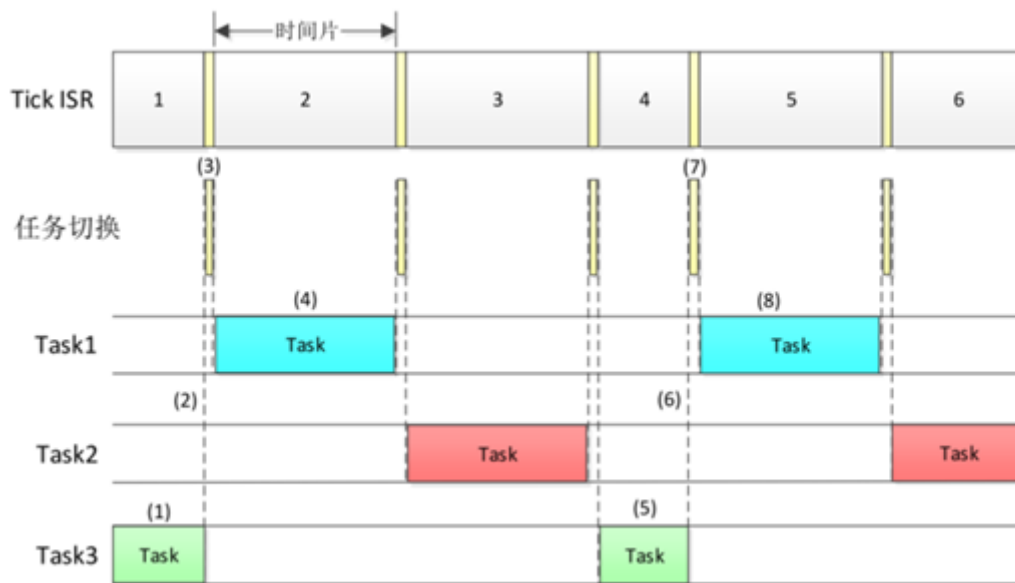 时间片
Tick ISR 1 2 3 4 5 6
(3) (7)
任务切换
(4) (8)
Task1 Task Task
(2) (6)
Task2 Task Task
(1) (5)
Task3 Task Task